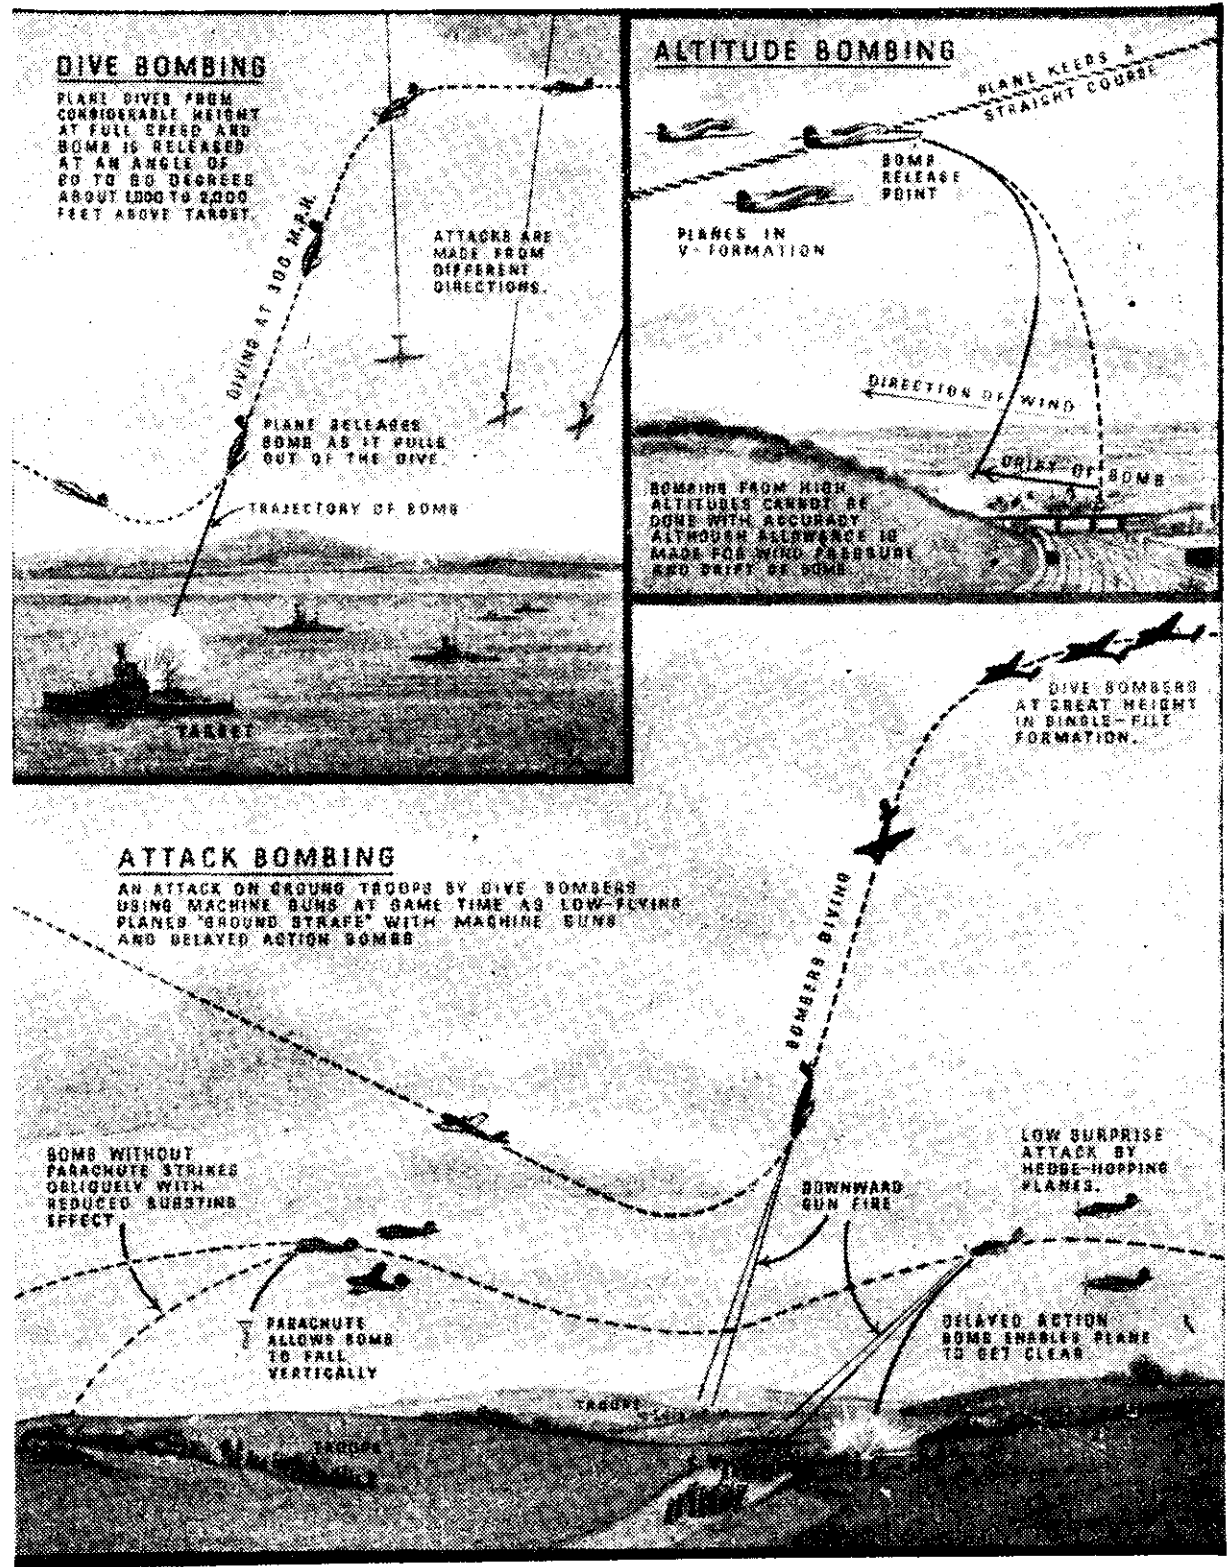 DIVE BOMBING
PLANE DIVES FROM
CONSIDERABLE HEIGHT
AT FULL SPEED AND
BOMB IS RELEASED
AT AN ANGLE OF
TO 80 DEGREES
ABOUT 1,000 TO 2,000
FEET ABOVE TARGET.
DIVING AT 300 M.P.H.
ATTACKS ARE
MADE FROM
DIFFERENT
DIRECTIONS.
PLANE RELEASES
BOMB AS IT PULLS
OUT OF THE DIVE.
TRAJECTORY OF BOMB
TARGET
ALTITUDE BOMBING
PLANE KEEPS A
STRAIGHT COURSE
BOMB
RELEASE
POINT
PLANES IN
V-FORMATION
DIRECTION OF WIND
DRIFT OF BOMB
BOMBING FROM HIGH
ALTITUDES CANNOT BE
DONE WITH ACCURACY
ALTHOUGH ALLOWANCE IS
MADE FOR WIND PRESSURE
AND DRIFT OF BOMB.
DIVE BOMBERS
AT GREAT HEIGHT
IN SINGLE-FILE
FORMATION.
ATTACK BOMBING
AN ATTACK ON GROUND TROOPS BY DIVE BOMBERS
USING MACHINE GUNS AT SAME TIME AS LOW-FLYING
PLANES "GROUND STRAFE" WITH MACHINE GUNS
AND DELAYED ACTION BOMBS
BOMBERS DIVING
BOMB WITHOUT
PARACHUTE STRIKES
OBLIQUELY WITH
REDUCED BURSTING
EFFECT
LOW SURPRISE
ATTACK BY
HEDGE-HOPPING
PLANES.
DOWNWARD
GUN FIRE
PARACHUTE
ALLOWS BOMB
TO FALL
VERTICALLY
DELAYED ACTION
BOMB ENABLES PLANE
TO GET CLEAR
TROOPS
TROOPS